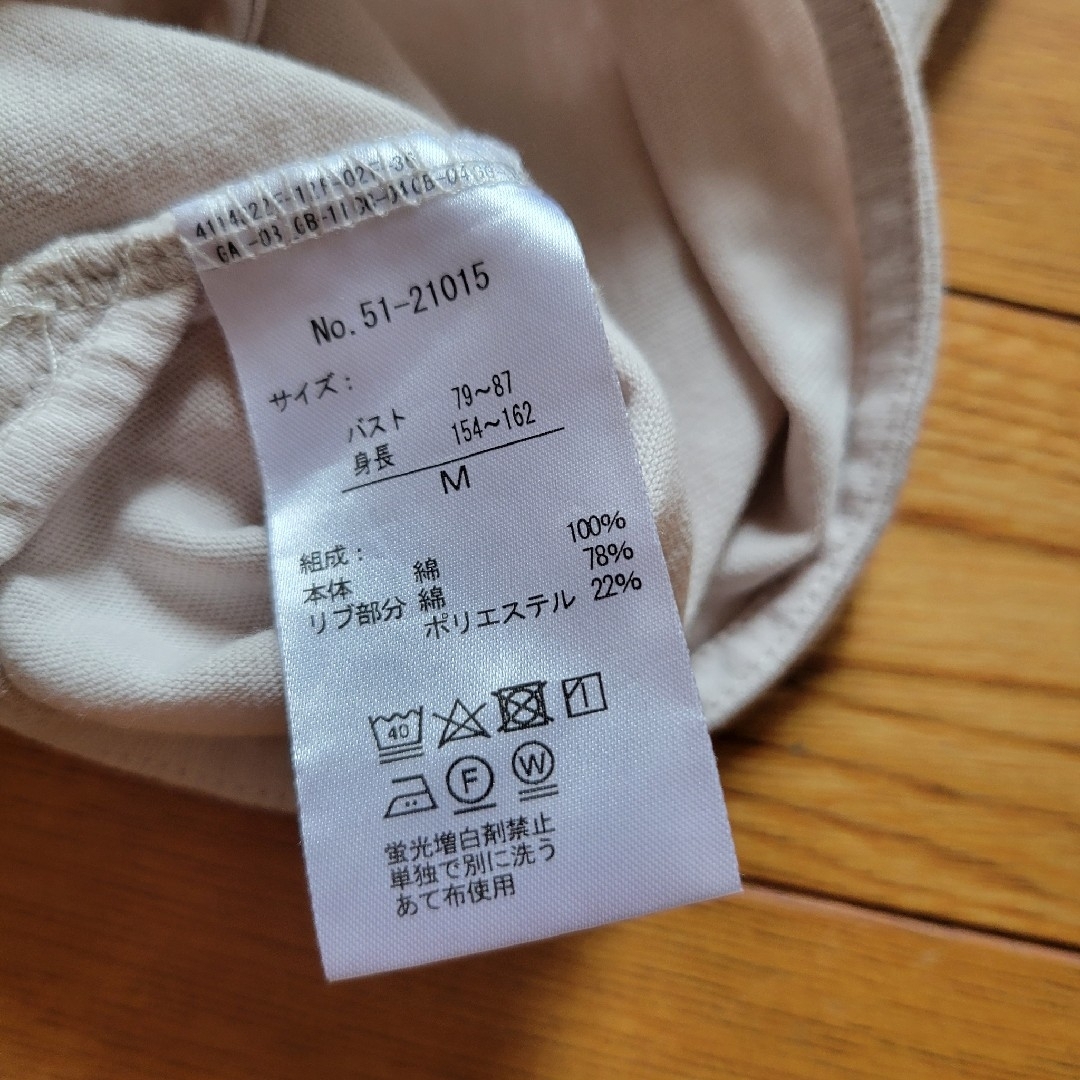 No.51-21015
サイズ:
バスト 79〜87
身長 154〜162
M
組成:
本体 綿 100%
リブ部分 綿 78%
ポリエステル 22%
40
F W
蛍光増白剤禁止
単独で別に洗う
あて布使用